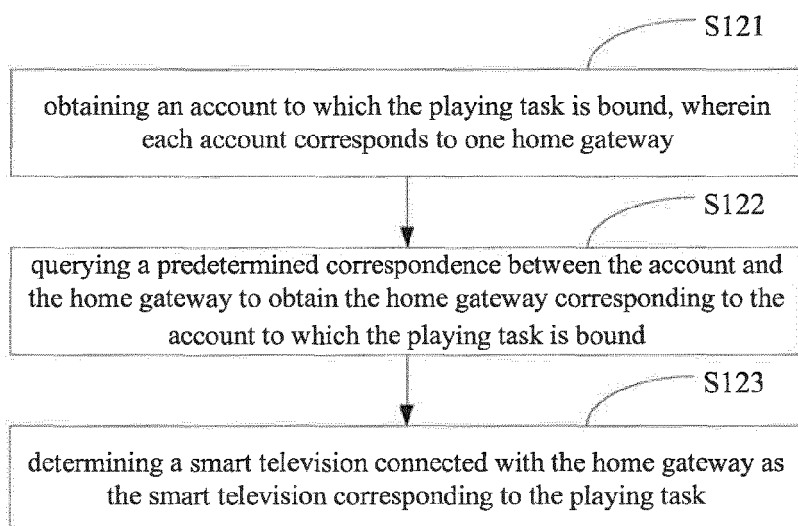 S121
obtaining an account to which the playing task is bound, wherein
each account corresponds to one home gateway
S122
querying a predetermined correspondence between the account and
the home gateway to obtain the home gateway corresponding to the
account to which the playing task is bound
S123
determining a smart television connected with the home gateway as
the smart television corresponding to the playing task